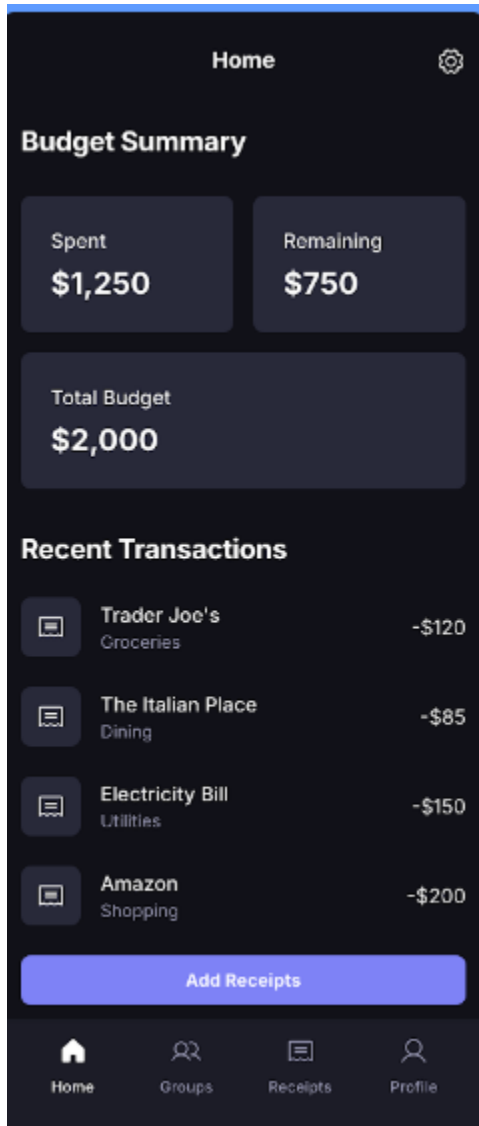 Home
Budget Summary
Spent
$1,250
Remaining
$750
Total Budget
$2,000
Recent Transactions
Trader Joe's
Groceries
-$120
The Italian Place
Dining
-$85
Electricity Bill
Utilities
-$150
Amazon
Shopping
-$200
Add Receipts
Home
Groups
Receipts
Profile